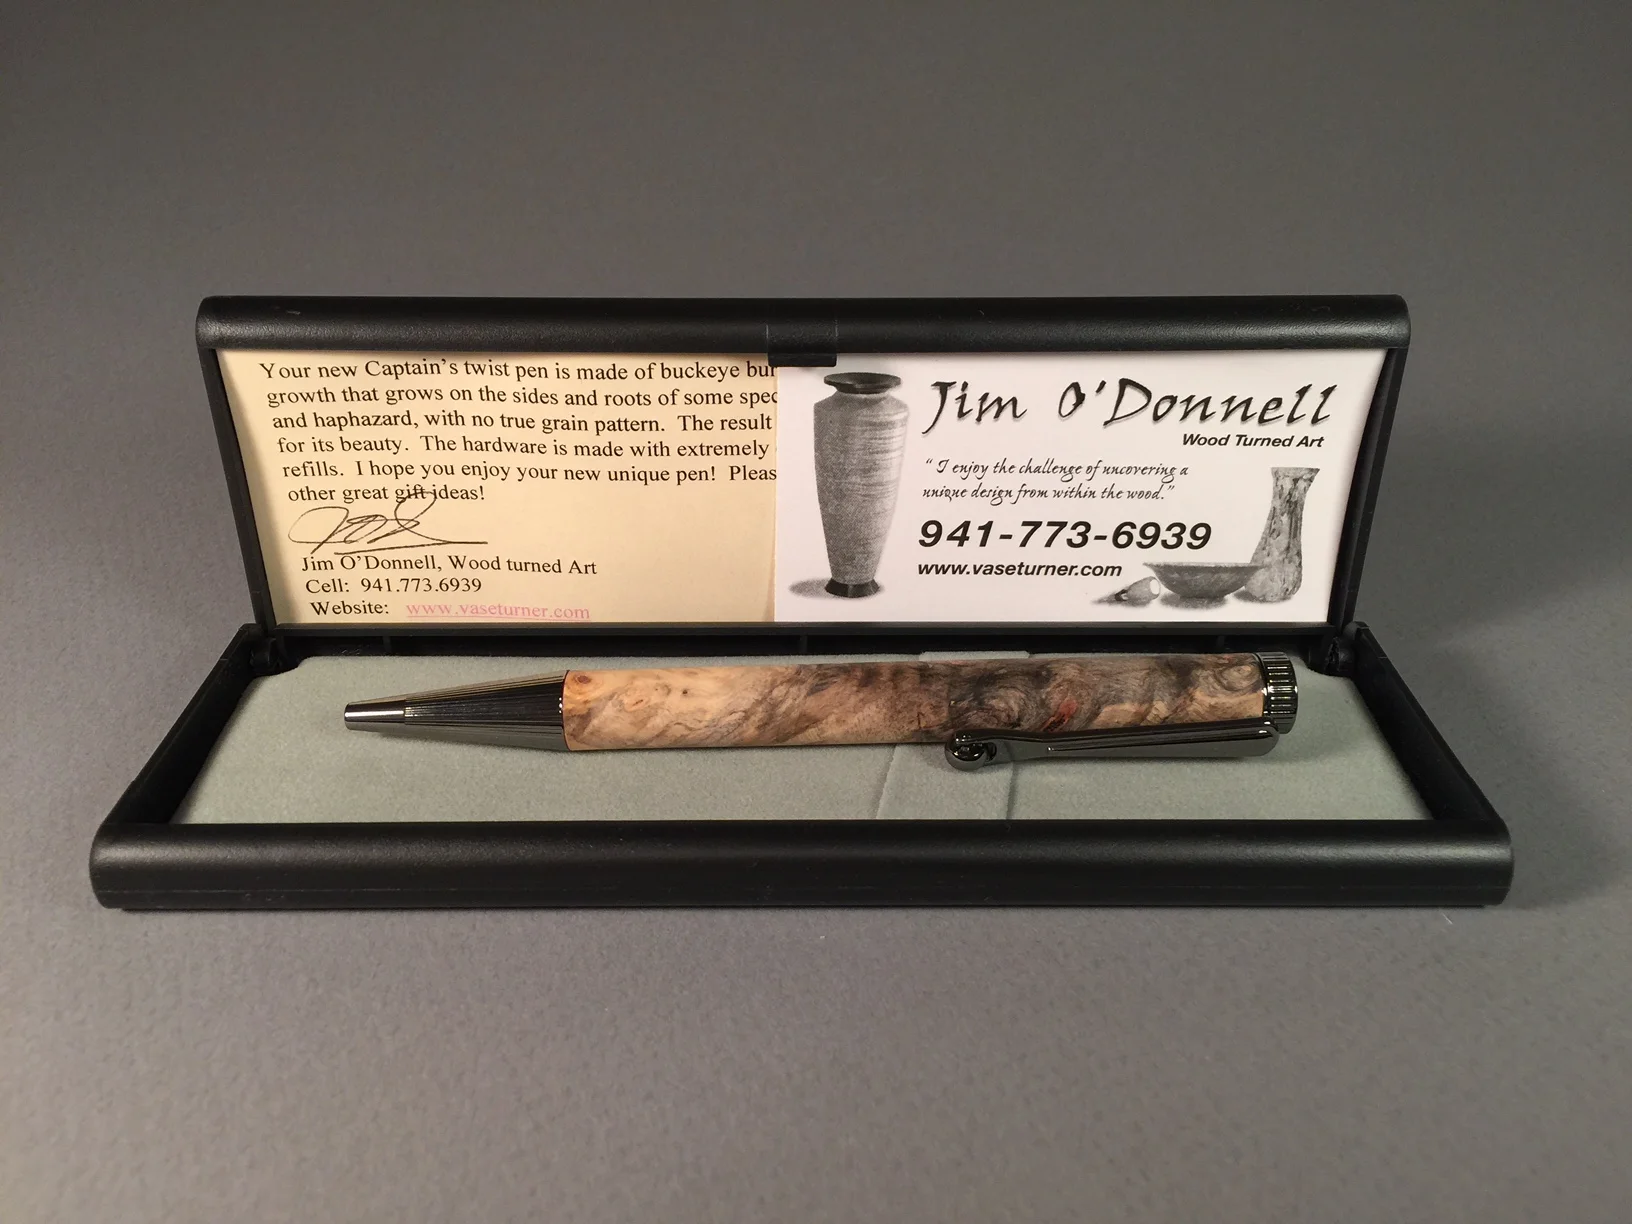 Your new Captain's twist pen is made of buckeye bur
growth that grows on the sides and roots of some spec
and haphazard, with no true grain pattern. The result
for its beauty. The hardware is made with extremely
refills. I hope you enjoy your new unique pen! Pleas
other great gift ideas!
Jim O'Donnell, Wood turned Art
Cell: 941.773.6939
Website: www.vaseturner.com
Jim O'Donnell
Wood Turned Art
“ I enjoy the challenge of uncovering a
unique design from within the wood.”
941-773-6939
www.vaseturner.com